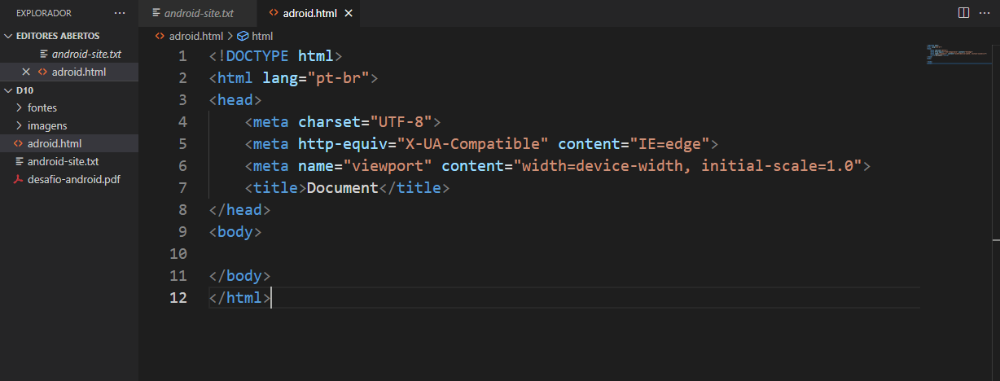 EXPLORADOR ···
EDITORES ABERTOS
android-site.txt
adroid.html
D10
fontes
imagens
adroid.html
android-site.txt
desafio-android.pdf
android-site.txt adroid.html
adroid.html > html
1 <!DOCTYPE html>
2 <html lang="pt-br">
3 <head>
4     <meta charset="UTF-8">
5     <meta http-equiv="X-UA-Compatible" content="IE=edge">
6     <meta name="viewport" content="width=device-width, initial-scale=1.0">
7     <title>Document</title>
8 </head>
9 <body>
10
11 </body>
12 </html>